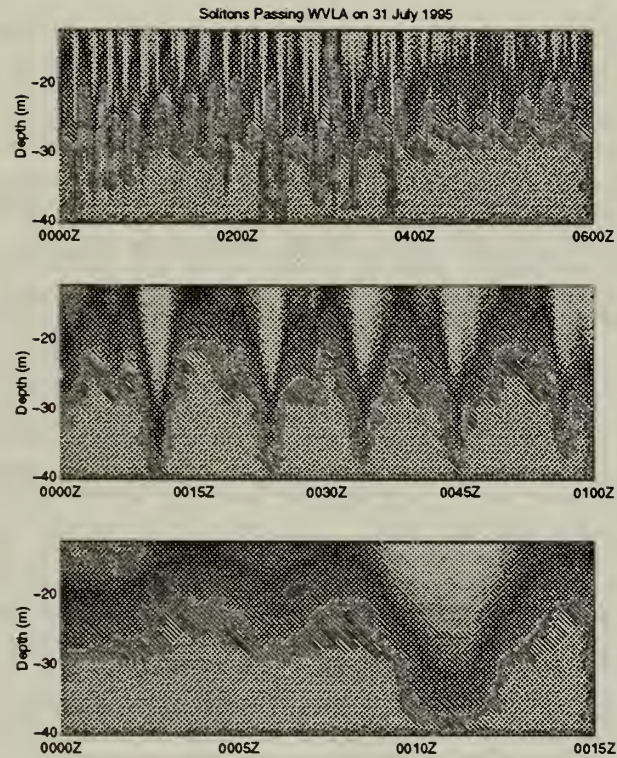 Solitons Passing WVLA on 31 July 1995
Depth (m)
-20
-30
-40
0000Z 0200Z 0400Z 0600Z
Depth (m)
-20
-30
-40
0000Z 0015Z 0030Z 0045Z 0100Z
Depth (m)
-20
-30
-40
0000Z 0005Z 0010Z 0015Z